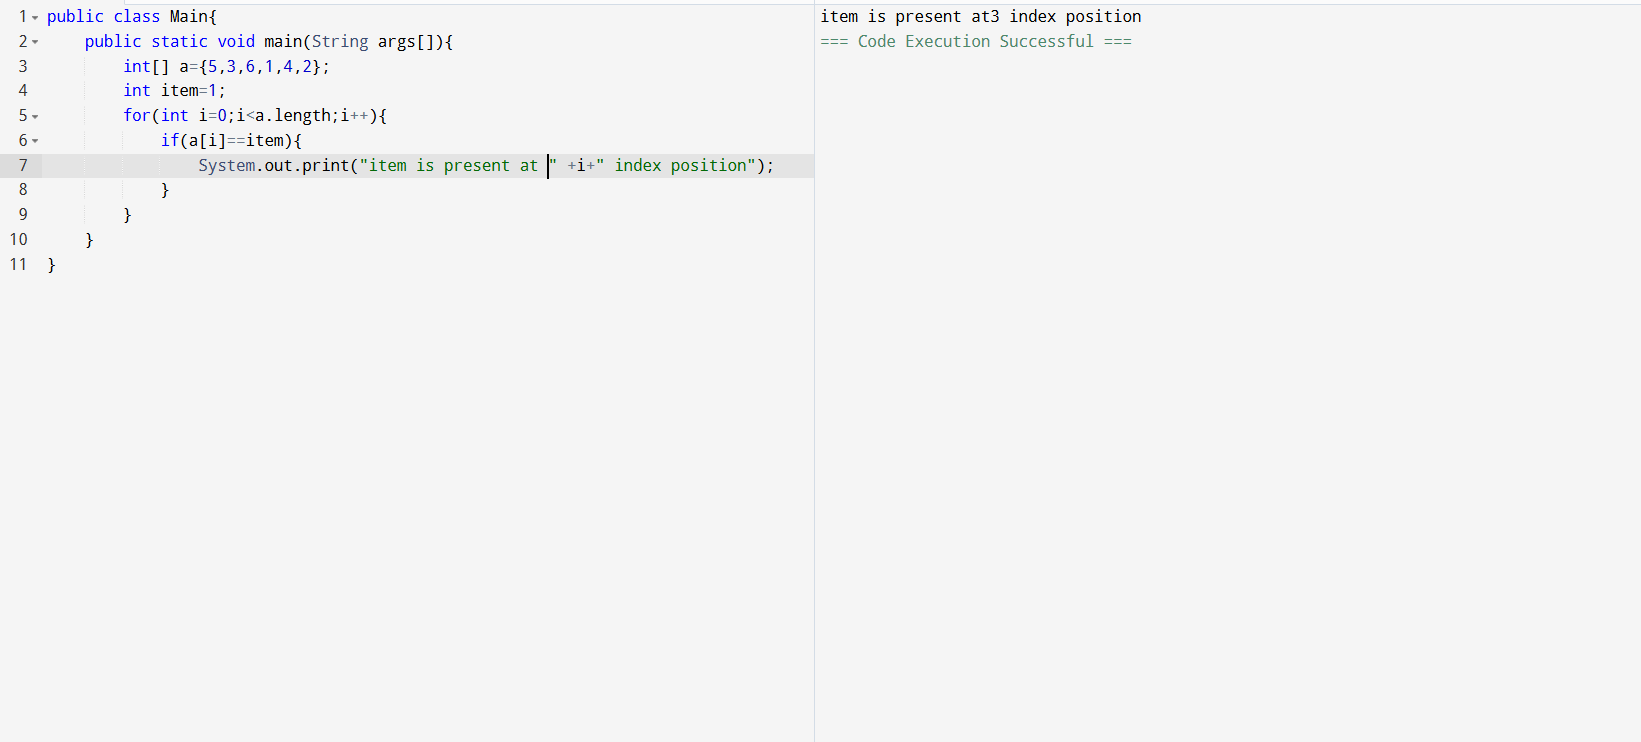 1 public class Main{
2     public static void main(String args[]){
3         int[] a={5,3,6,1,4,2};
4         int item=1;
5         for(int i=0;i<a.length;i++){
6             if(a[i]==item){
7                 System.out.print("item is present at " +i+" index position");
8             }
9         }
10     }
11 }
item is present at3 index position
=== Code Execution Successful ===